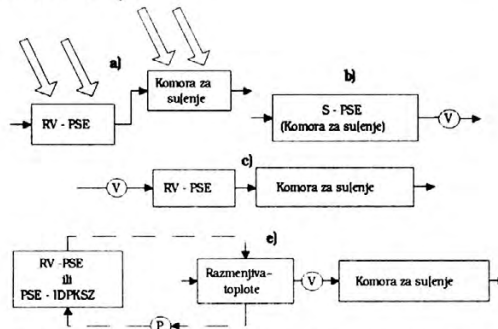 a)
RV - PSE
Komora za
sušenje
b)
S - PSE
(Komora za sušenje)
V
c)
V
RV - PSE
Komora za sušenje
e)
RV -PSE
ili
PSE - IDPKSZ
Razmenjiva-
toplote
V
Komora za sušenje
P